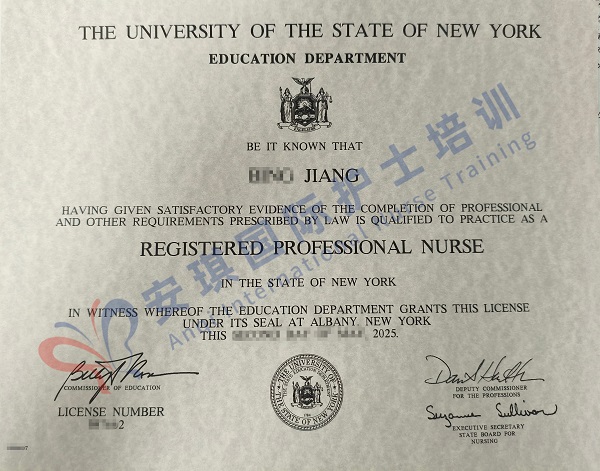 THE UNIVERSITY OF THE STATE OF NEW YORK
EDUCATION DEPARTMENT
EXCELSIOR
BE IT KNOWN THAT
JIANG
HAVING GIVEN SATISFACTORY EVIDENCE OF THE COMPLETION OF PROFESSIONAL
AND OTHER REQUIREMENTS PRESCRIBED BY LAW IS QUALIFIED TO PRACTICE AS A
REGISTERED PROFESSIONAL NURSE
IN THE STATE OF NEW YORK
IN WITNESS WHEREOF THE EDUCATION DEPARTMENT GRANTS THIS LICENSE
UNDER ITS SEAL AT ALBANY, NEW YORK
THIS 2025.
安琪国际护士培训
International Nurse Training
COMMISSIONER OF EDUCATION
LICENSE NUMBER
2
DEPUTY COMMISSIONER
FOR THE PROFESSIONS
Suzanne Sullivan
EXECUTIVE SECRETARY
STATE BOARD FOR
NURSING